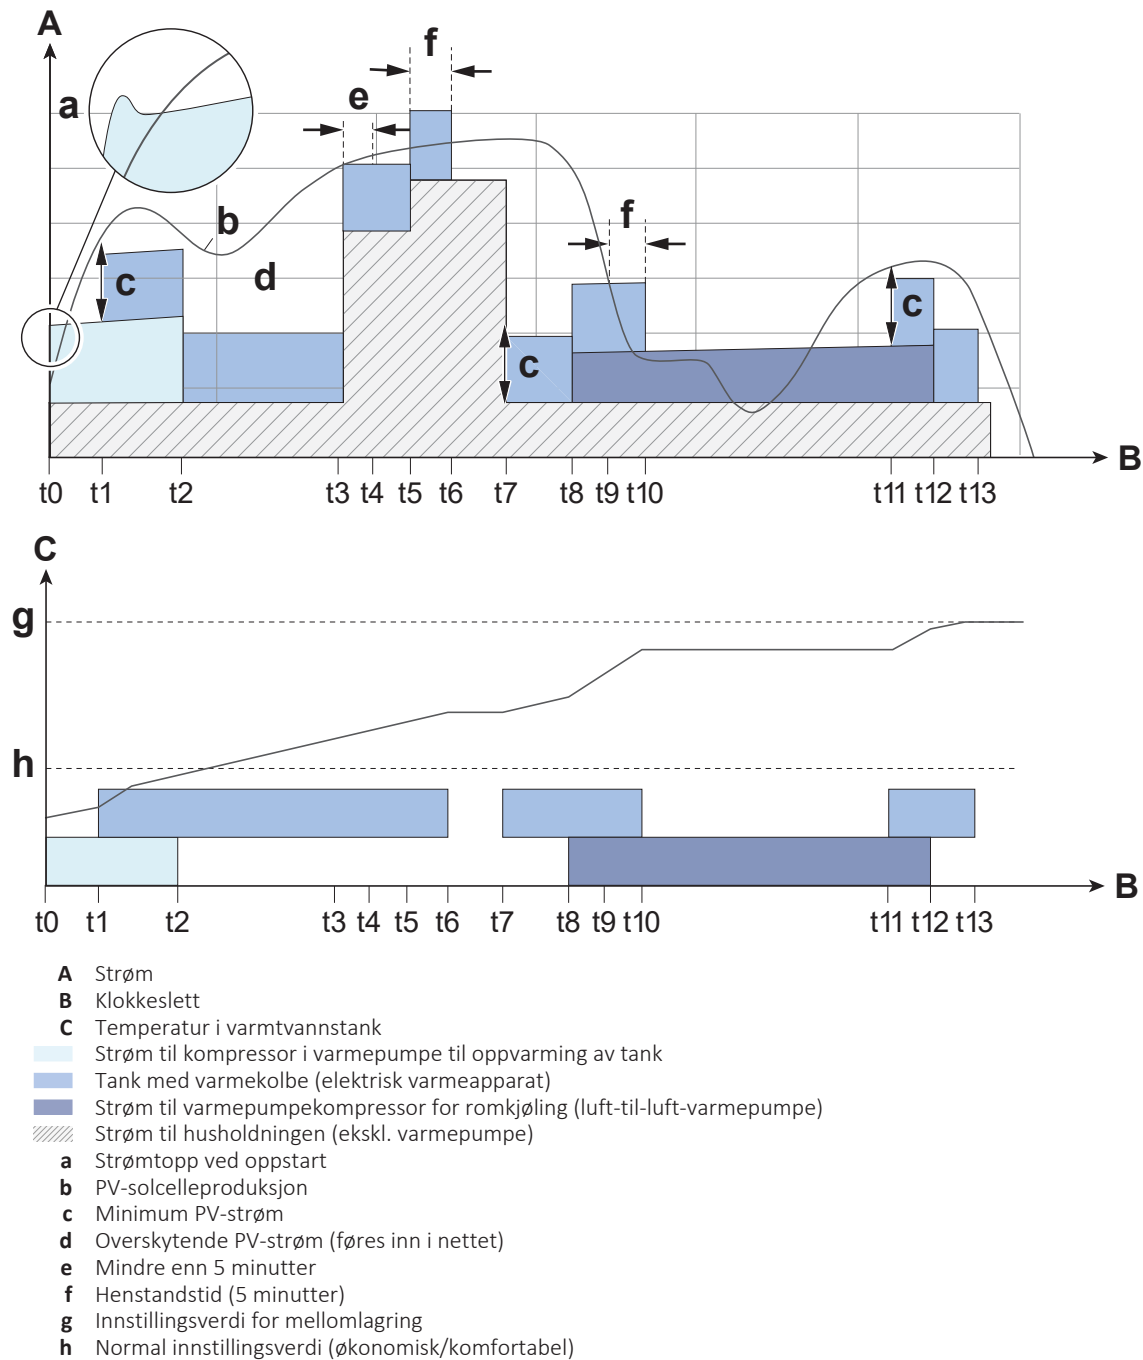 A
f
a
e
b
d
f
c
c
c
B
t0 t1 t2 t3 t4 t5 t6 t7 t8 t9 t10 t11 t12 t13
C
g
h
B
t0 t1 t2 t3 t4 t5 t6 t7 t8 t9 t10 t11 t12 t13
A Strøm
B Klokkeslett
C Temperatur i varmtvannstank
Strøm til kompressor i varmepumpe til oppvarming av tank
Tank med varmekolbe (elektrisk varmeapparat)
Strøm til varmepumpekompressor for romkjøling (luft-til-luft-varmepumpe)
Strøm til husholdningen (ekskl. varmepumpe)
a Strømtopp ved oppstart
b PV-solcelleproduksjon
c Minimum PV-strøm
d Overskytende PV-strøm (føres inn i nettet)
e Mindre enn 5 minutter
f Henstandstid (5 minutter)
g Innstillingsverdi for mellomlagring
h Normal innstillingsverdi (økonomisk/komfortabel)